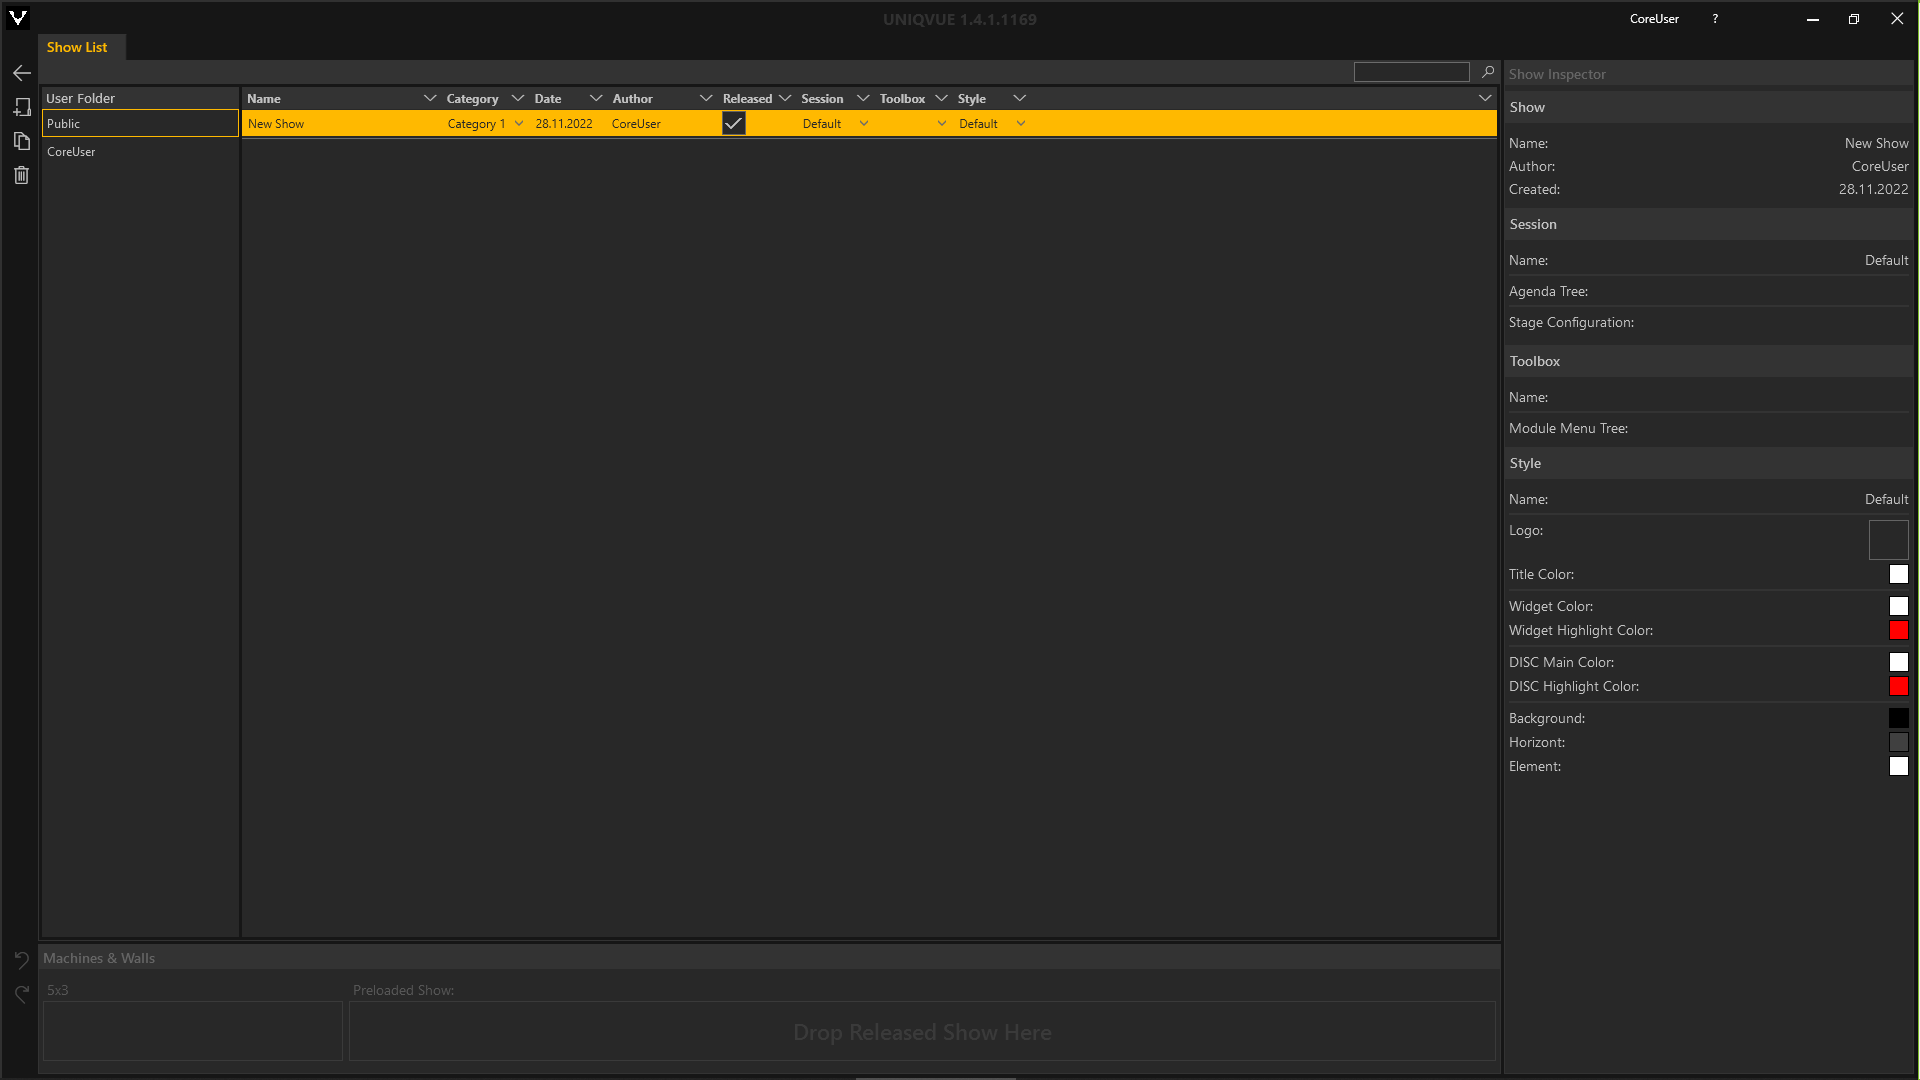 UNIQVUE 1.4.1.1169
CoreUser ?
Show List
User Folder
Public
CoreUser
Name Category Date Author Released Session Toolbox Style
New Show Category 1 28.11.2022 CoreUser Default Default
Show Inspector
Show
Name: New Show
Author: CoreUser
Created: 28.11.2022
Session
Name: Default
Agenda Tree:
Stage Configuration:
Toolbox
Name:
Module Menu Tree:
Style
Name: Default
Logo:
Title Color:
Widget Color:
Widget Highlight Color:
DISC Main Color:
DISC Highlight Color:
Background:
Horizont:
Element:
Machines & Walls
5x3 Preloaded Show:
Drop Released Show Here